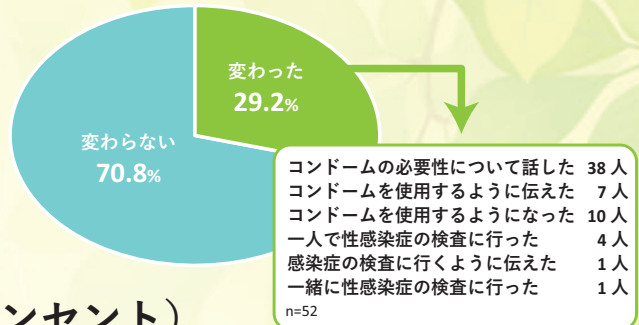 変わった
29.2%
変わらない
70.8%
コンドームの必要性について話した 38 人
コンドームを使用するように伝えた 7 人
コンドームを使用するようになった 10 人
一人で性感染症の検査に行った 4 人
感染症の検査に行くように伝えた 1 人
一緒に性感染症の検査に行った 1 人
n=52
ンセント）